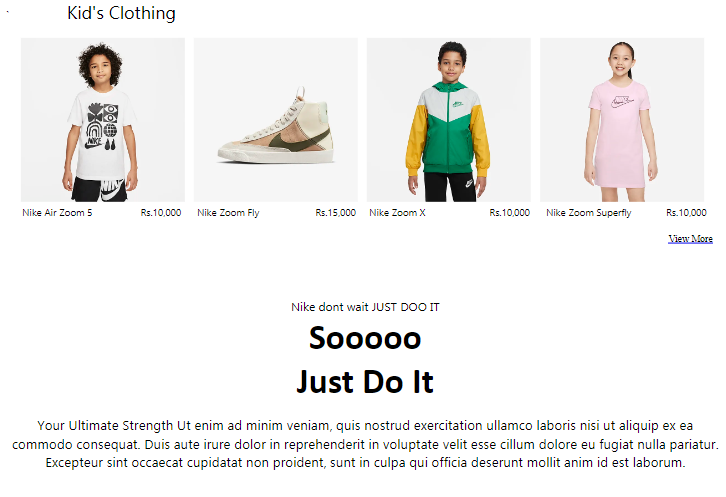 Kid's Clothing
NIKE
Nike Air Zoom 5 Rs.10,000 Nike Zoom Fly Rs.15,000 Nike Zoom X Rs.10,000 Nike Zoom Superfly Rs.10,000
View More
Nike dont wait JUST DOO IT
Sooooo
Just Do It
Your Ultimate Strength Ut enim ad minim veniam, quis nostrud exercitation ullamco laboris nisi ut aliquip ex ea
commodo consequat. Duis aute irure dolor in reprehenderit in voluptate velit esse cillum dolore eu fugiat nulla pariatur.
Excepteur sint occaecat cupidatat non proident, sunt in culpa qui officia deserunt mollit anim id est laborum.